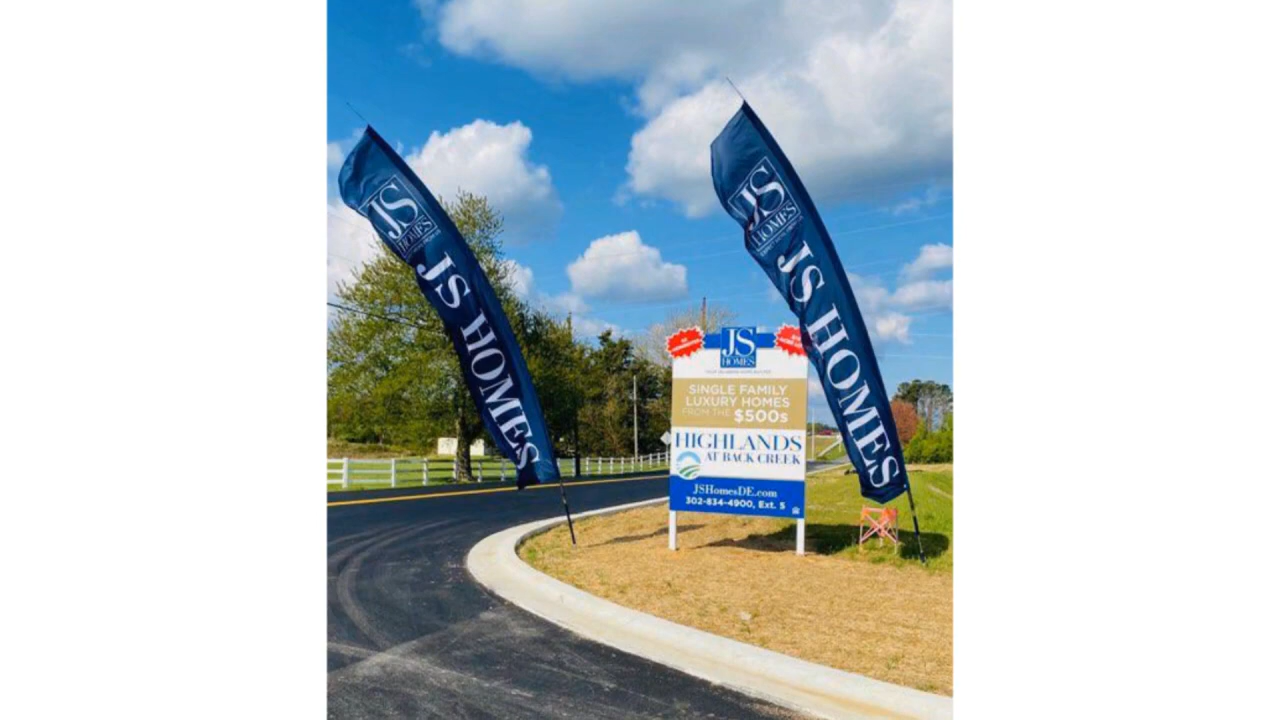 JS
HOMES
JS HOMES
JS
HOMES
JS HOMES
JS
HOMES
SINGLE FAMILY
LUXURY HOMES
FROM THE $500s
HIGHLANDS
AT BACK CREEK
JSHomesDE.com
302-834-4900, Ext. 5